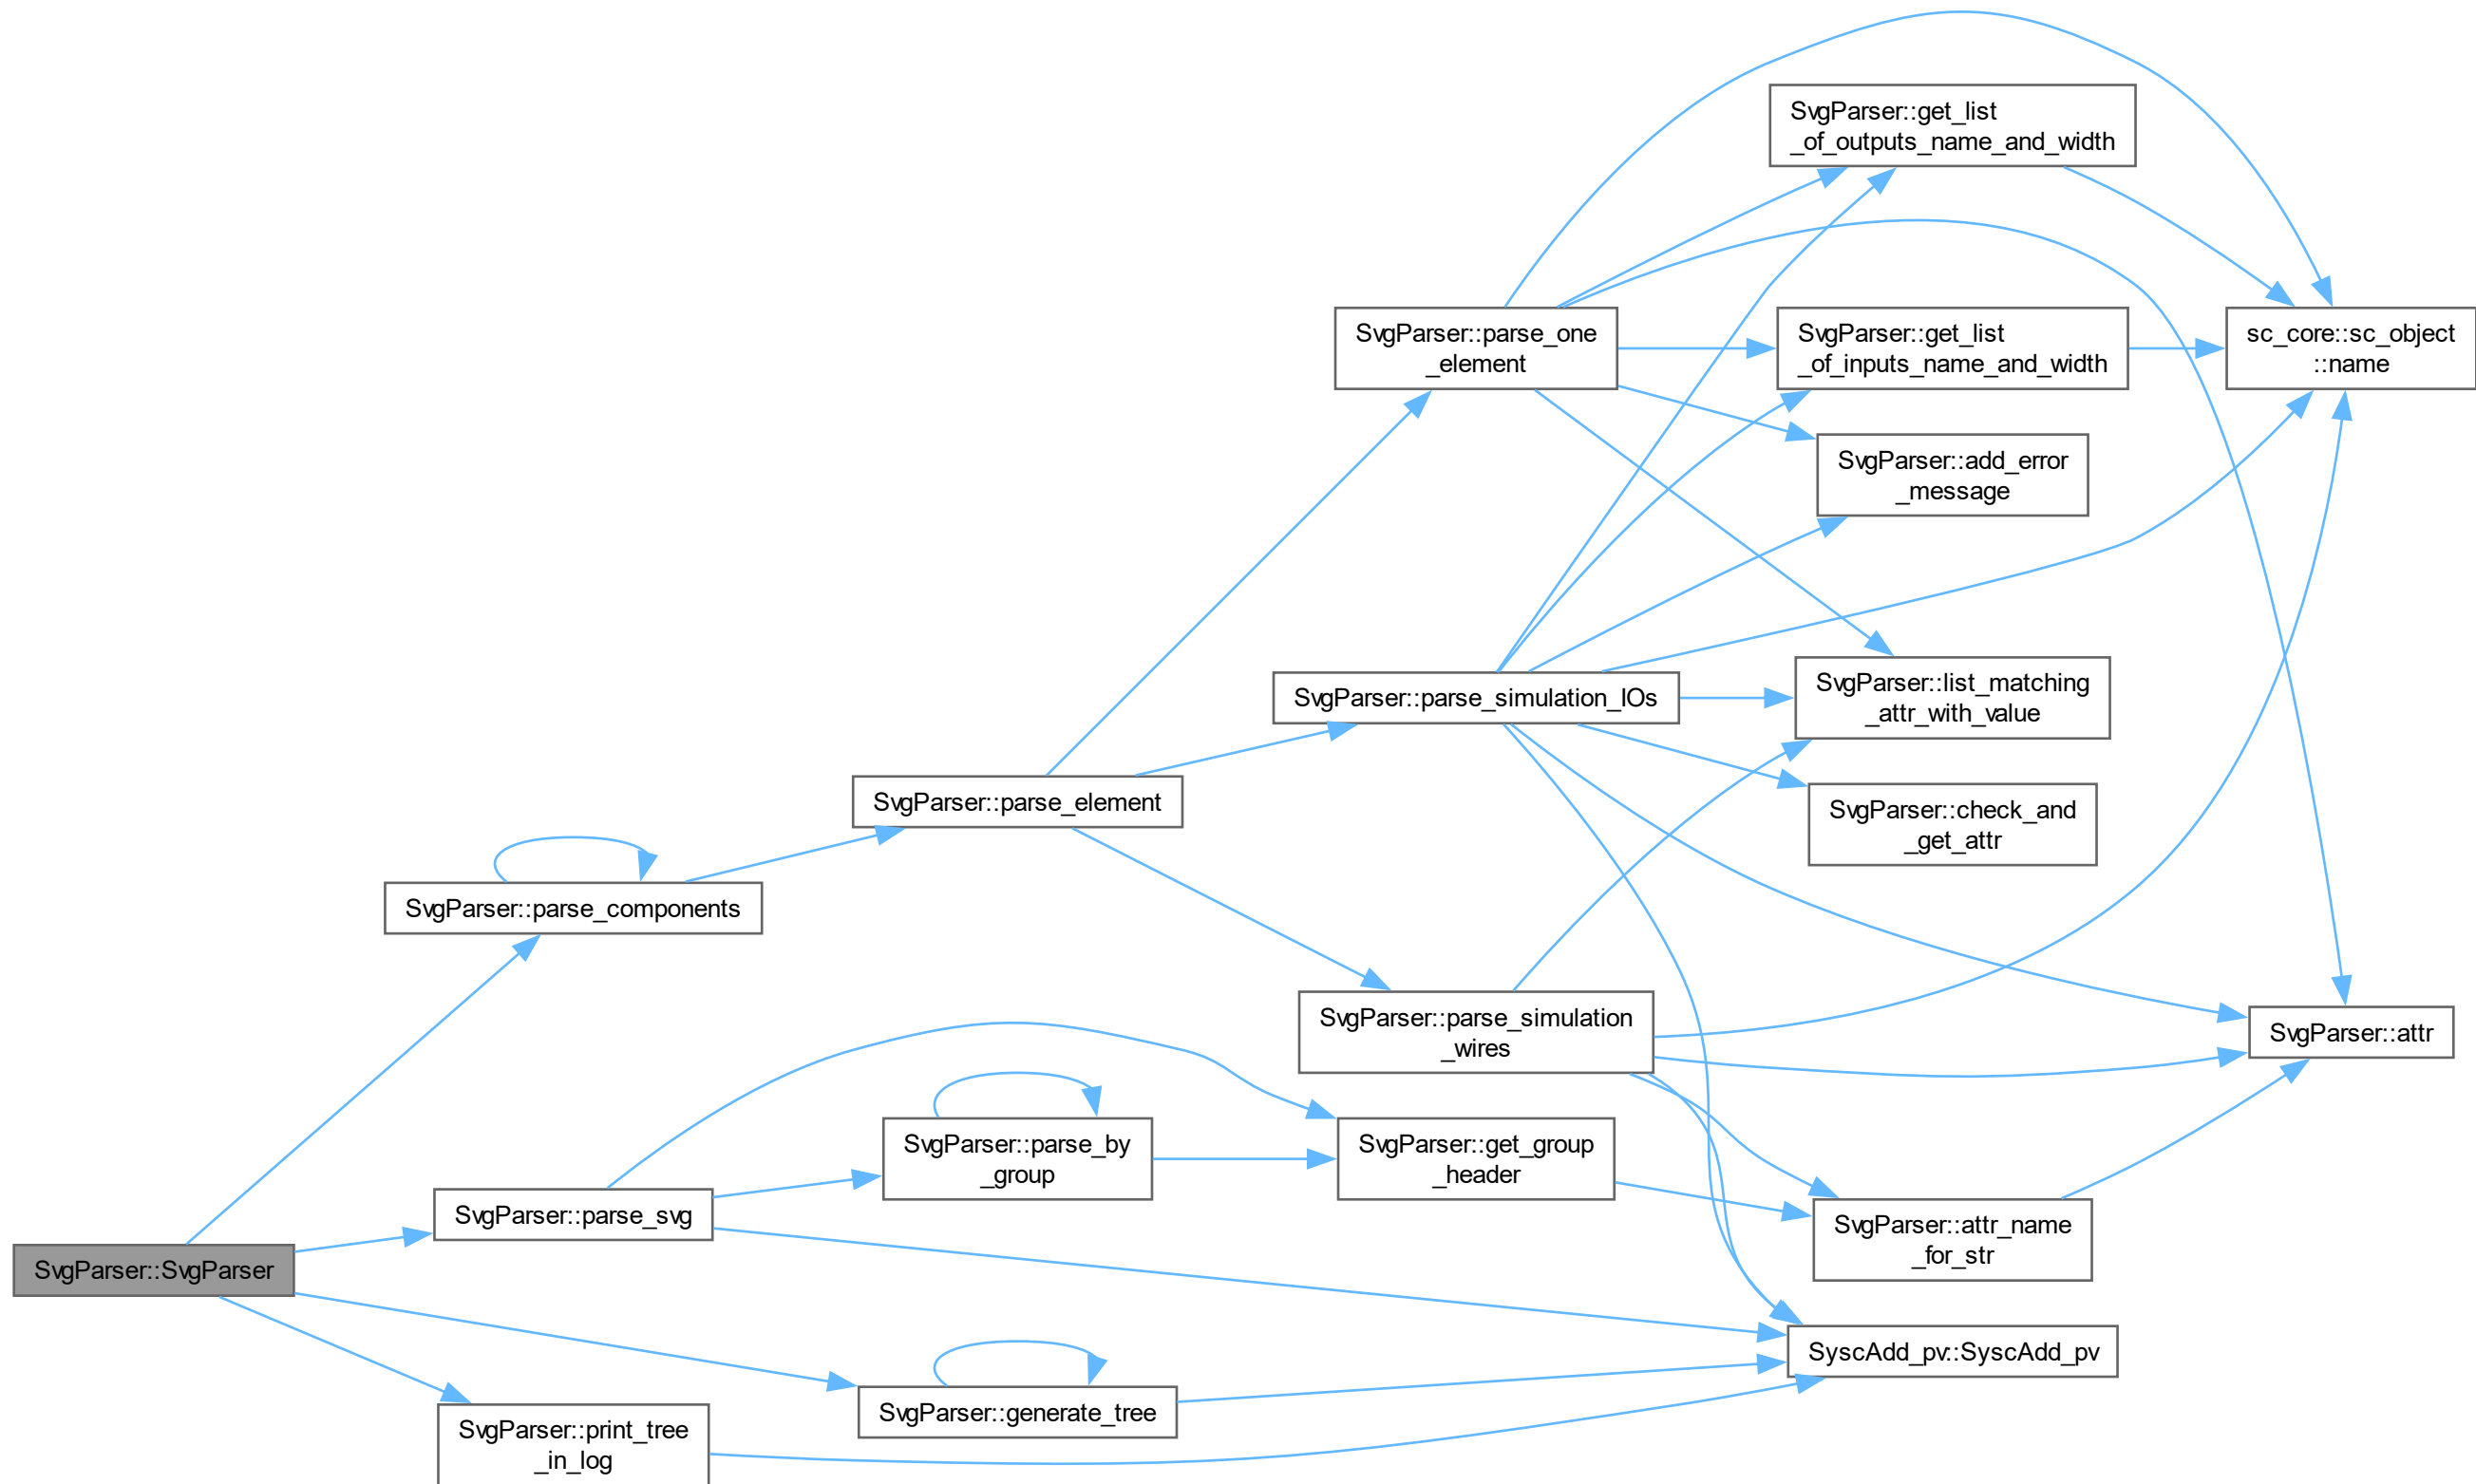 SvgParser::get_list
_of_outputs_name_and_width
SvgParser::parse_one
_element
SvgParser::get_list
_of_inputs_name_and_width
sc_core::sc_object
::name
SvgParser::add_error
_message
SvgParser::parse_simulation_IOs
SvgParser::list_matching
_attr_with_value
SvgParser::parse_element
SvgParser::check_and
_get_attr
SvgParser::parse_components
SvgParser::parse_simulation
_wires
SvgParser::attr
SvgParser::parse_by
_group
SvgParser::get_group
_header
SvgParser::parse_svg
SvgParser::attr_name
_for_str
SvgParser::SvgParser
SyscAdd_pv::SyscAdd_pv
SvgParser::generate_tree
SvgParser::print_tree
_in_log